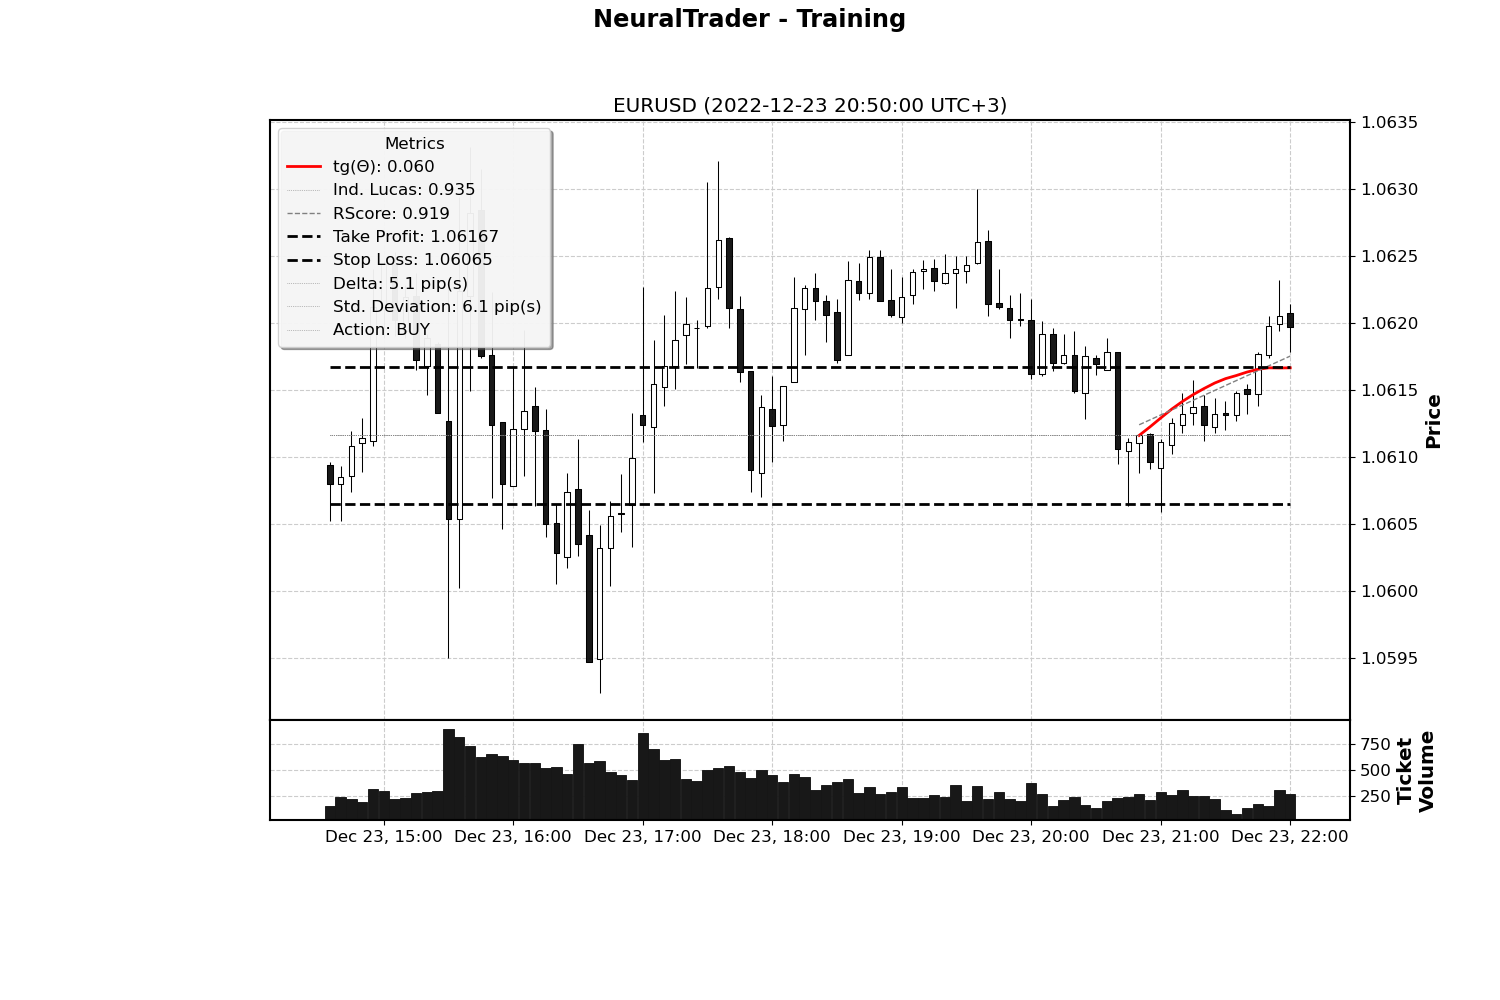 NeuralTrader - Training
EURUSD (2022-12-23 20:50:00 UTC+3)
Metrics
tg(Θ): 0.060
Ind. Lucas: 0.935
RScore: 0.919
Take Profit: 1.06167
Stop Loss: 1.06065
Delta: 5.1 pip(s)
Std. Deviation: 6.1 pip(s)
Action: BUY
1.0635
1.0630
1.0625
1.0620
1.0615
1.0610
1.0605
1.0600
1.0595
Price
750
500
250
Ticket
Volume
Dec 23, 15:00 Dec 23, 16:00 Dec 23, 17:00 Dec 23, 18:00 Dec 23, 19:00 Dec 23, 20:00 Dec 23, 21:00 Dec 23, 22:00